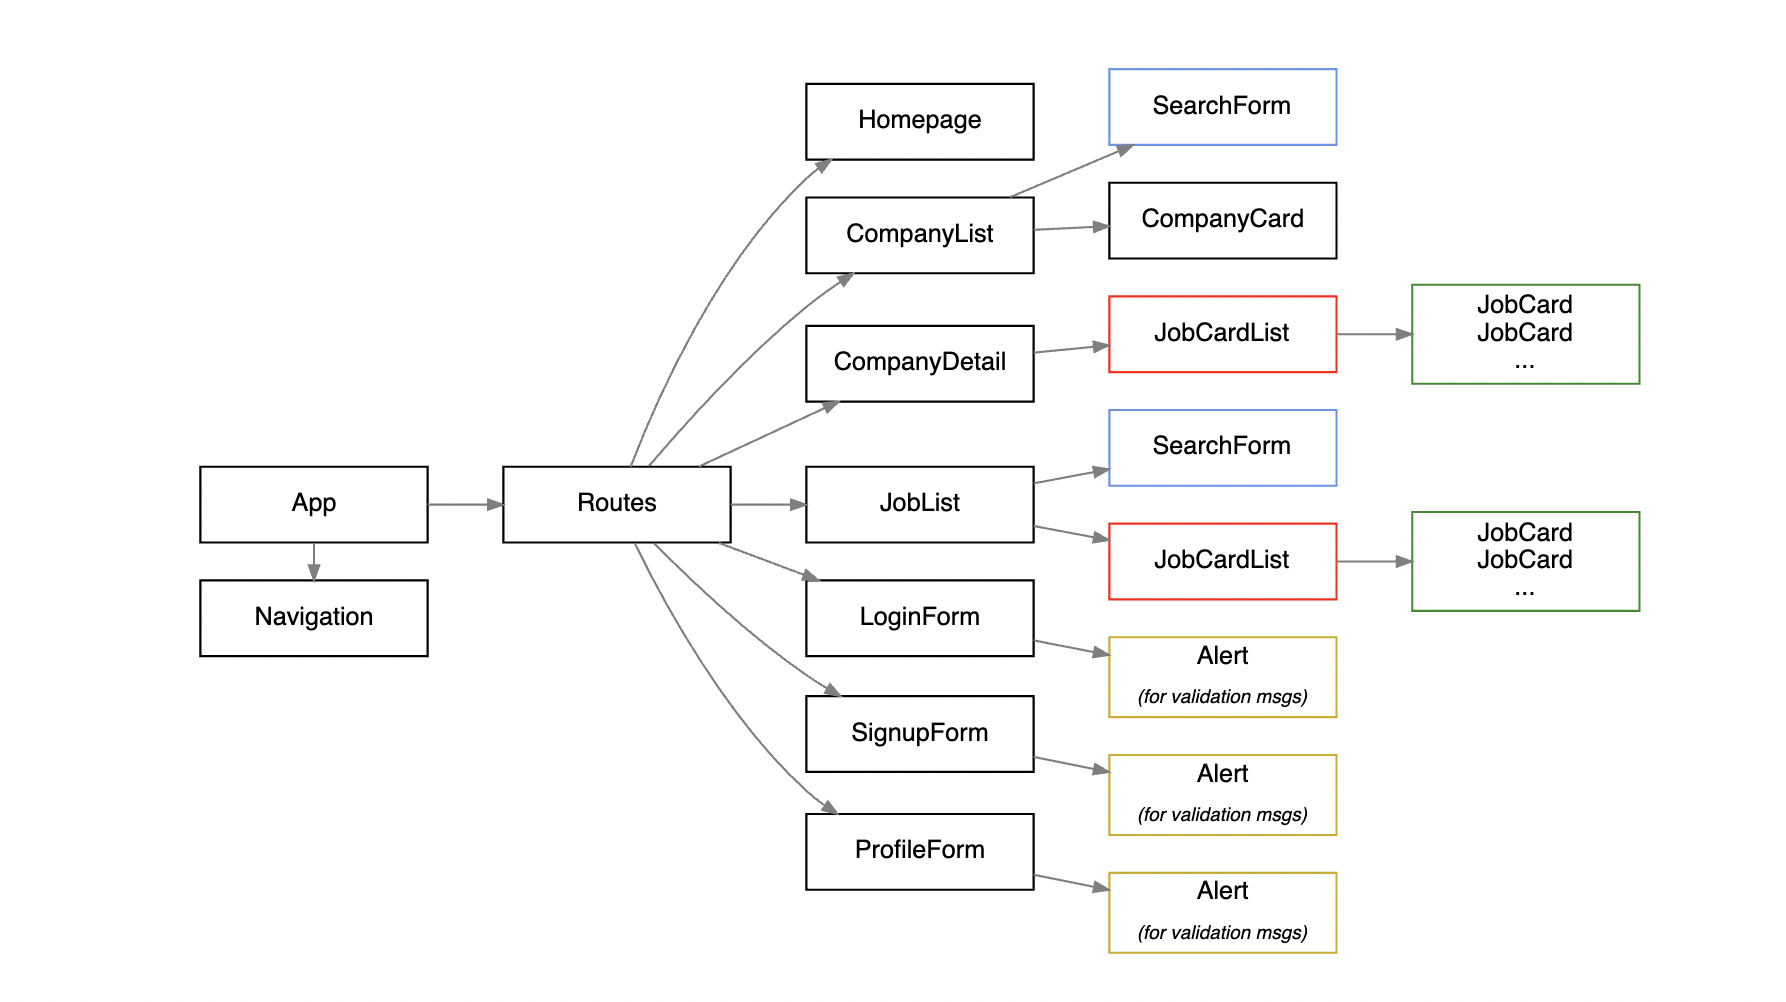 SearchForm
Homepage
CompanyCard
CompanyList
JobCard
JobCardList
JobCard
...
CompanyDetail
SearchForm
App
Routes
JobList
JobCard
JobCardList
JobCard
...
Navigation
LoginForm
Alert
(for validation msgs)
SignupForm
Alert
(for validation msgs)
ProfileForm
Alert
(for validation msgs)